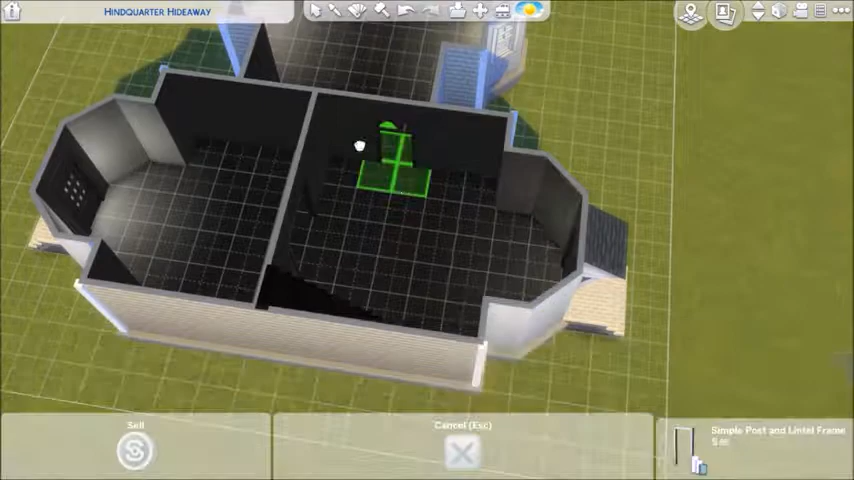 Hindquarter Hideaway
Sell
Cancel (Esc)
Simple Post and Lintel Frame